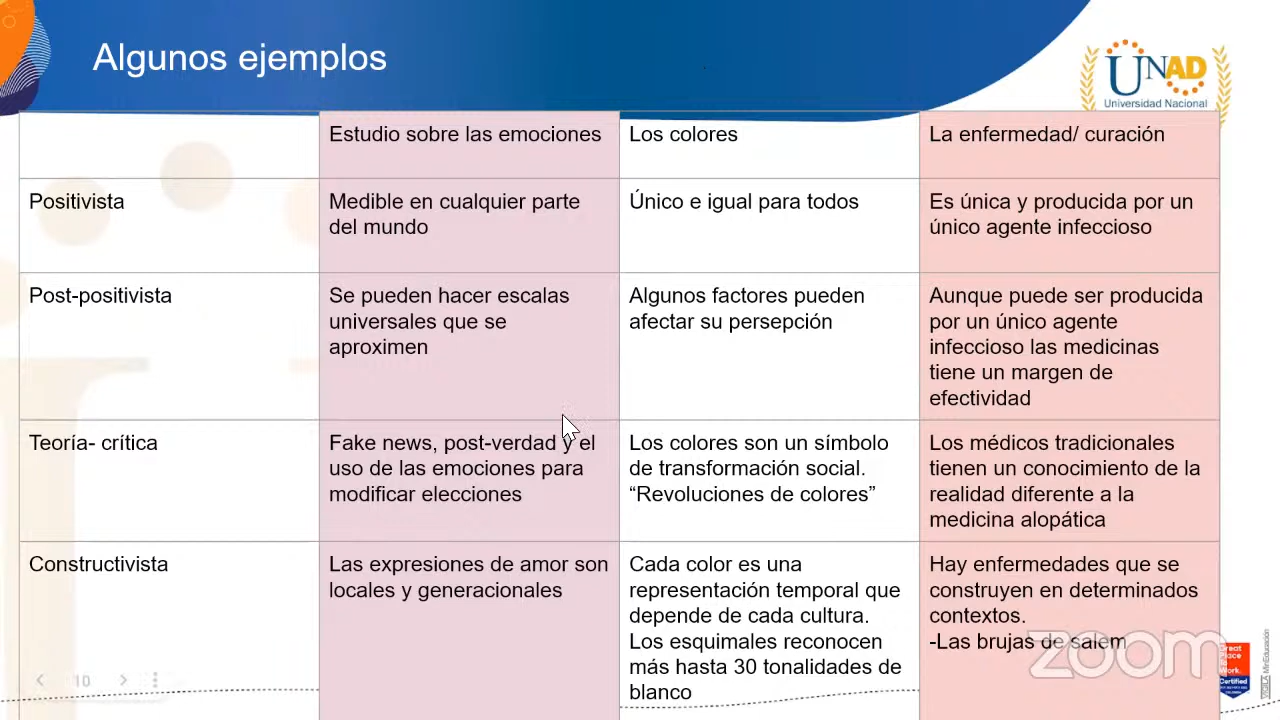 Algunos ejemplos
UNAD
Universidad Nacional
Estudio sobre las emociones
Los colores
La enfermedad/ curación
Positivista
Medible en cualquier parte
del mundo
Único e igual para todos
Es única y producida por un
único agente infeccioso
Post-positivista
Se pueden hacer escalas
universales que se
aproximen
Algunos factores pueden
afectar su persepción
Aunque puede ser producida
por un único agente
infeccioso las medicinas
tiene un margen de
efectividad
Teoría- crítica
Fake news, post-verdad y el
uso de las emociones para
modificar elecciones
Los colores son un símbolo
de transformación social.
“Revoluciones de colores”
Los médicos tradicionales
tienen un conocimiento de la
realidad diferente a la
medicina alopática
Constructivista
Las expresiones de amor son
locales y generacionales
Cada color es una
representación temporal que
depende de cada cultura.
Los esquimales reconocen
más hasta 30 tonalidades de
blanco
Hay enfermedades que se
construyen en determinados
contextos.
-Las brujas de salem
zoom
10
Great
Place
To
Work.
Certified
VIGILADA MinEducación